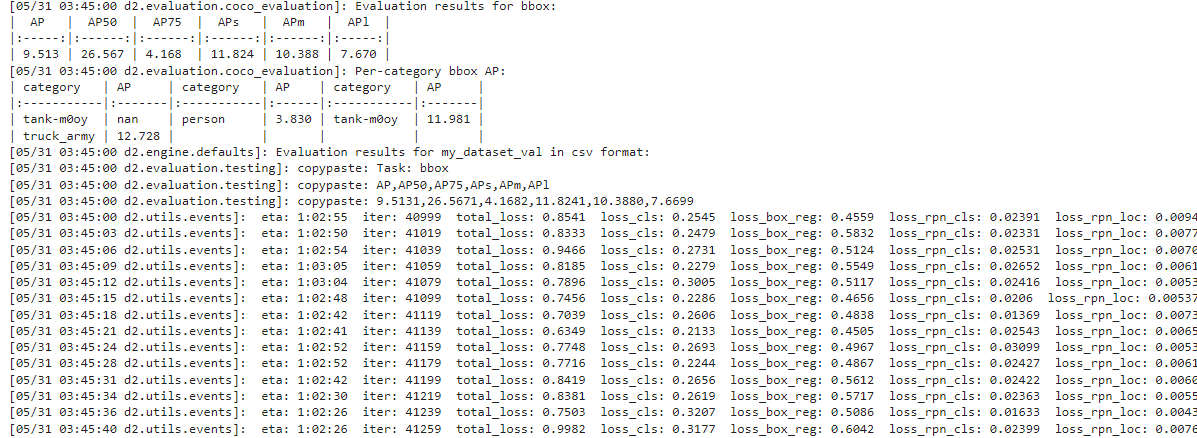 [05/31 03:45:00 d2.evaluation.coco_evaluation]: Evaluation results for bbox:
| AP | AP50 | AP75 | APs | APm | APl |
|:-----:|:------:|:-----:|:------:|:------:|:-----:|
| 9.513 | 26.567 | 4.168 | 11.824 | 10.388 | 7.670 |
[05/31 03:45:00 d2.evaluation.coco_evaluation]: Per-category bbox AP:
| category | AP | category | AP | category | AP |
|:-----------|:-------|:-----------|:------|:-----------|:-------|
| tank-m0oy | nan | person | 3.830 | tank-m0oy | 11.981 |
| truck_army | 12.728 | | | | |
[05/31 03:45:00 d2.engine.defaults]: Evaluation results for my_dataset_val in csv format:
[05/31 03:45:00 d2.evaluation.testing]: copypaste: Task: bbox
[05/31 03:45:00 d2.evaluation.testing]: copypaste: AP,AP50,AP75,APs,APm,APl
[05/31 03:45:00 d2.evaluation.testing]: copypaste: 9.5131,26.5671,4.1682,11.8241,10.3880,7.6699
[05/31 03:45:00 d2.utils.events]: eta: 1:02:55 iter: 40999 total_loss: 0.8541 loss_cls: 0.2545 loss_box_reg: 0.4559 loss_rpn_cls: 0.02391 loss_rpn_loc: 0.0094
[05/31 03:45:03 d2.utils.events]: eta: 1:02:50 iter: 41019 total_loss: 0.8333 loss_cls: 0.2479 loss_box_reg: 0.5832 loss_rpn_cls: 0.02331 loss_rpn_loc: 0.0077
[05/31 03:45:06 d2.utils.events]: eta: 1:02:54 iter: 41039 total_loss: 0.9466 loss_cls: 0.2731 loss_box_reg: 0.5124 loss_rpn_cls: 0.02531 loss_rpn_loc: 0.0070
[05/31 03:45:09 d2.utils.events]: eta: 1:03:05 iter: 41059 total_loss: 0.8185 loss_cls: 0.2279 loss_box_reg: 0.5549 loss_rpn_cls: 0.02652 loss_rpn_loc: 0.0061
[05/31 03:45:12 d2.utils.events]: eta: 1:03:04 iter: 41079 total_loss: 0.7896 loss_cls: 0.3005 loss_box_reg: 0.5117 loss_rpn_cls: 0.02416 loss_rpn_loc: 0.0053
[05/31 03:45:15 d2.utils.events]: eta: 1:02:48 iter: 41099 total_loss: 0.7456 loss_cls: 0.2286 loss_box_reg: 0.4656 loss_rpn_cls: 0.0206 loss_rpn_loc: 0.00537
[05/31 03:45:18 d2.utils.events]: eta: 1:02:42 iter: 41119 total_loss: 0.7039 loss_cls: 0.2606 loss_box_reg: 0.4838 loss_rpn_cls: 0.01369 loss_rpn_loc: 0.0073
[05/31 03:45:21 d2.utils.events]: eta: 1:02:41 iter: 41139 total_loss: 0.6349 loss_cls: 0.2133 loss_box_reg: 0.4505 loss_rpn_cls: 0.02543 loss_rpn_loc: 0.0065
[05/31 03:45:24 d2.utils.events]: eta: 1:02:52 iter: 41159 total_loss: 0.7748 loss_cls: 0.2693 loss_box_reg: 0.4967 loss_rpn_cls: 0.03099 loss_rpn_loc: 0.0053
[05/31 03:45:28 d2.utils.events]: eta: 1:02:52 iter: 41179 total_loss: 0.7716 loss_cls: 0.2244 loss_box_reg: 0.4867 loss_rpn_cls: 0.02427 loss_rpn_loc: 0.0061
[05/31 03:45:31 d2.utils.events]: eta: 1:02:42 iter: 41199 total_loss: 0.8419 loss_cls: 0.2656 loss_box_reg: 0.5612 loss_rpn_cls: 0.02422 loss_rpn_loc: 0.0060
[05/31 03:45:34 d2.utils.events]: eta: 1:02:30 iter: 41219 total_loss: 0.8381 loss_cls: 0.2619 loss_box_reg: 0.5717 loss_rpn_cls: 0.02363 loss_rpn_loc: 0.0055
[05/31 03:45:36 d2.utils.events]: eta: 1:02:26 iter: 41239 total_loss: 0.7503 loss_cls: 0.3207 loss_box_reg: 0.5086 loss_rpn_cls: 0.01633 loss_rpn_loc: 0.0043
[05/31 03:45:40 d2.utils.events]: eta: 1:02:26 iter: 41259 total_loss: 0.9982 loss_cls: 0.3177 loss_box_reg: 0.6042 loss_rpn_cls: 0.02399 loss_rpn_loc: 0.0076